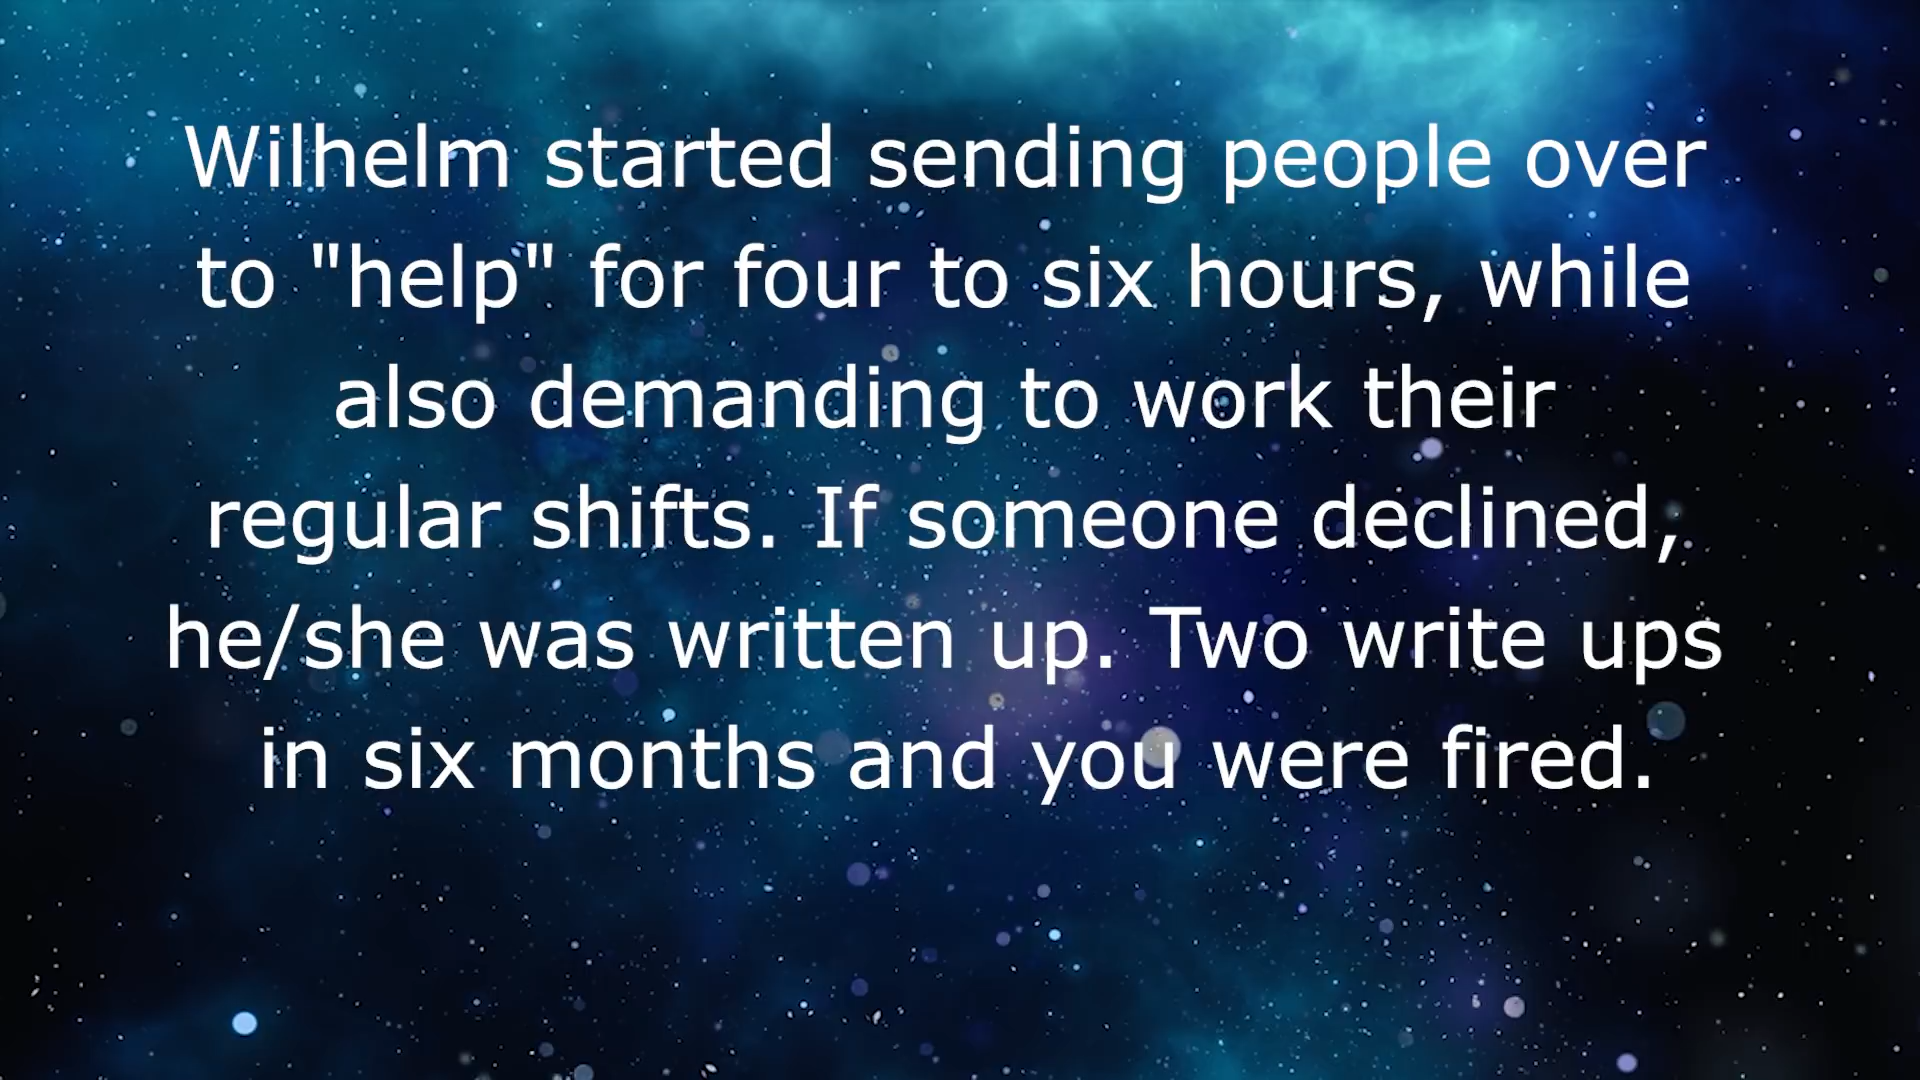 Wilhelm started sending people over
to "help" for four to six hours, while
also demanding to work their
regular shifts. If someone declined,
he/she was written up. Two write ups
in six months and you were fired.